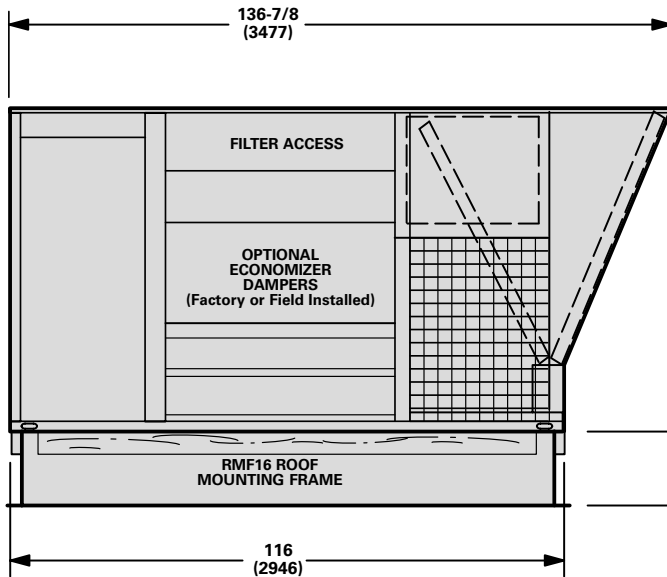 136-7/8
(3477)
FILTER ACCESS
OPTIONAL
ECONOMIZER
DAMPERS
(Factory or Field Installed)
RMF16 ROOF
MOUNTING FRAME
116
(2946)